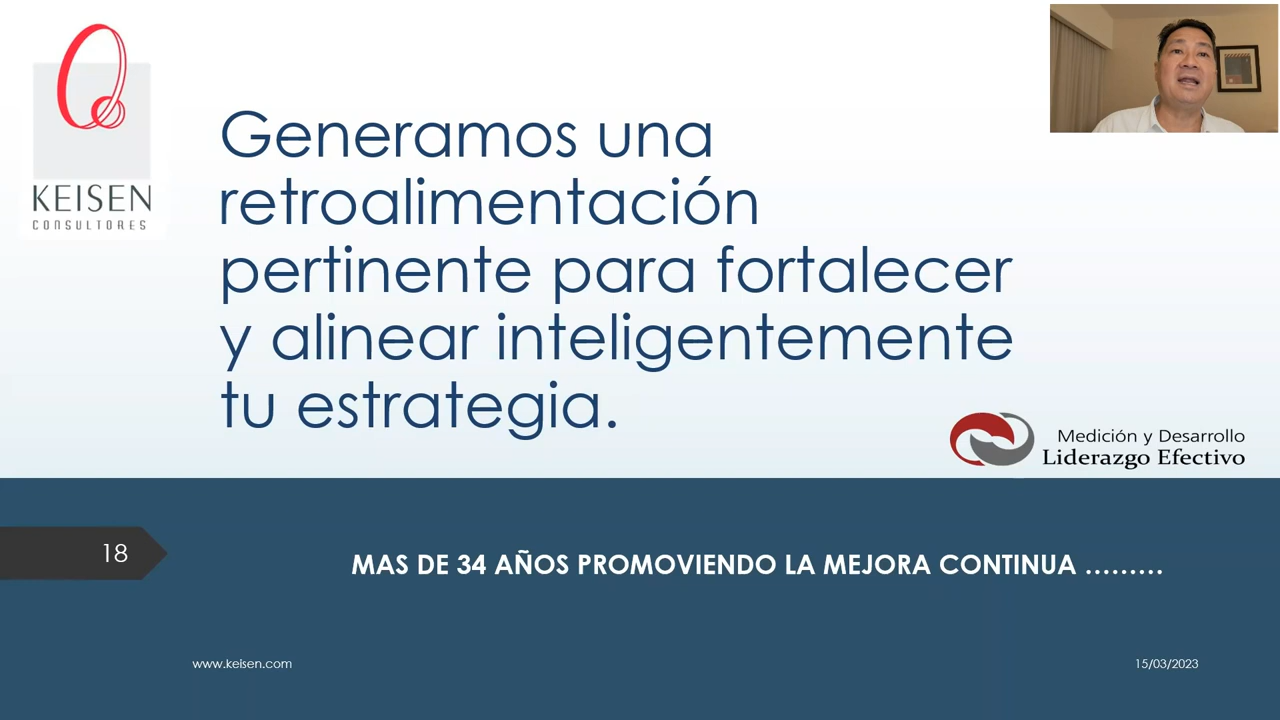 KEISEN
CONSULTORES
Generamos una
retroalimentación
pertinente para fortalecer
y alinear inteligentemente
tu estrategia.
Medición y Desarrollo
Liderazgo Efectivo
18
MAS DE 34 AÑOS PROMOVIENDO LA MEJORA CONTINUA .........
www.keisen.com
15/03/2023